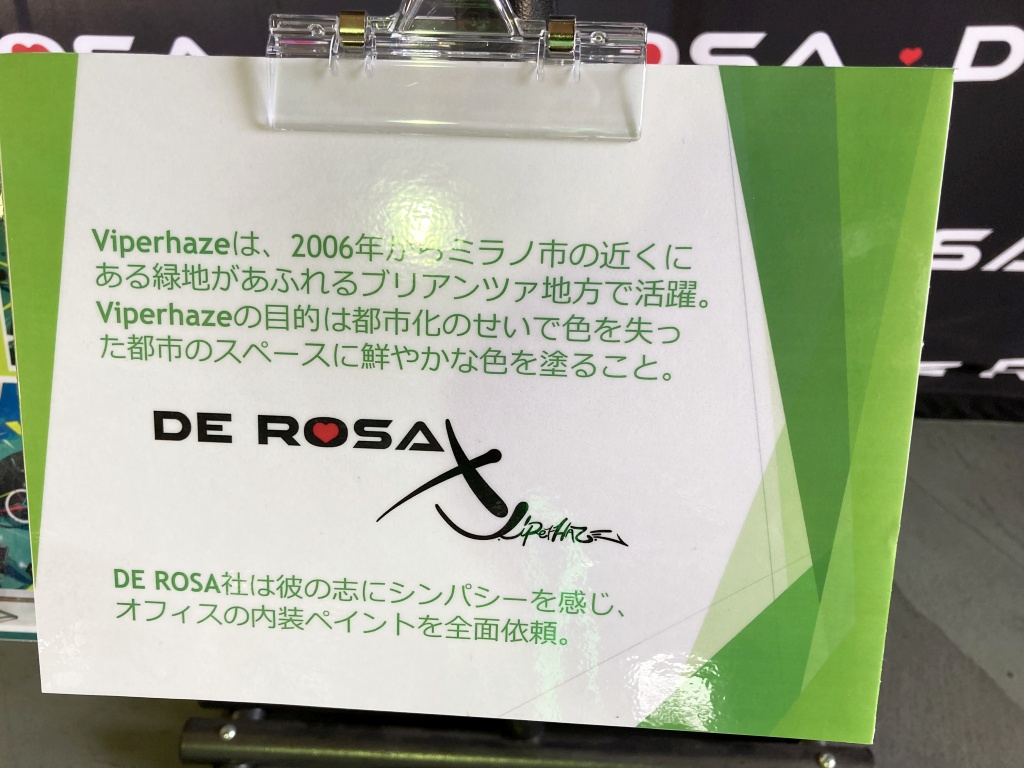 Viperhazeは、2006年からミラノ市の近くに
ある緑地があふれるブリアンツァ地方で活躍。
Viperhazeの目的は都市化のせいで色を失っ
た都市のスペースに鮮やかな色を塗ること。
DE ROSA
X
ViperHAZE
DE ROSA社は彼の志にシンパシーを感じ、
オフィスの内装ペイントを全面依頼。